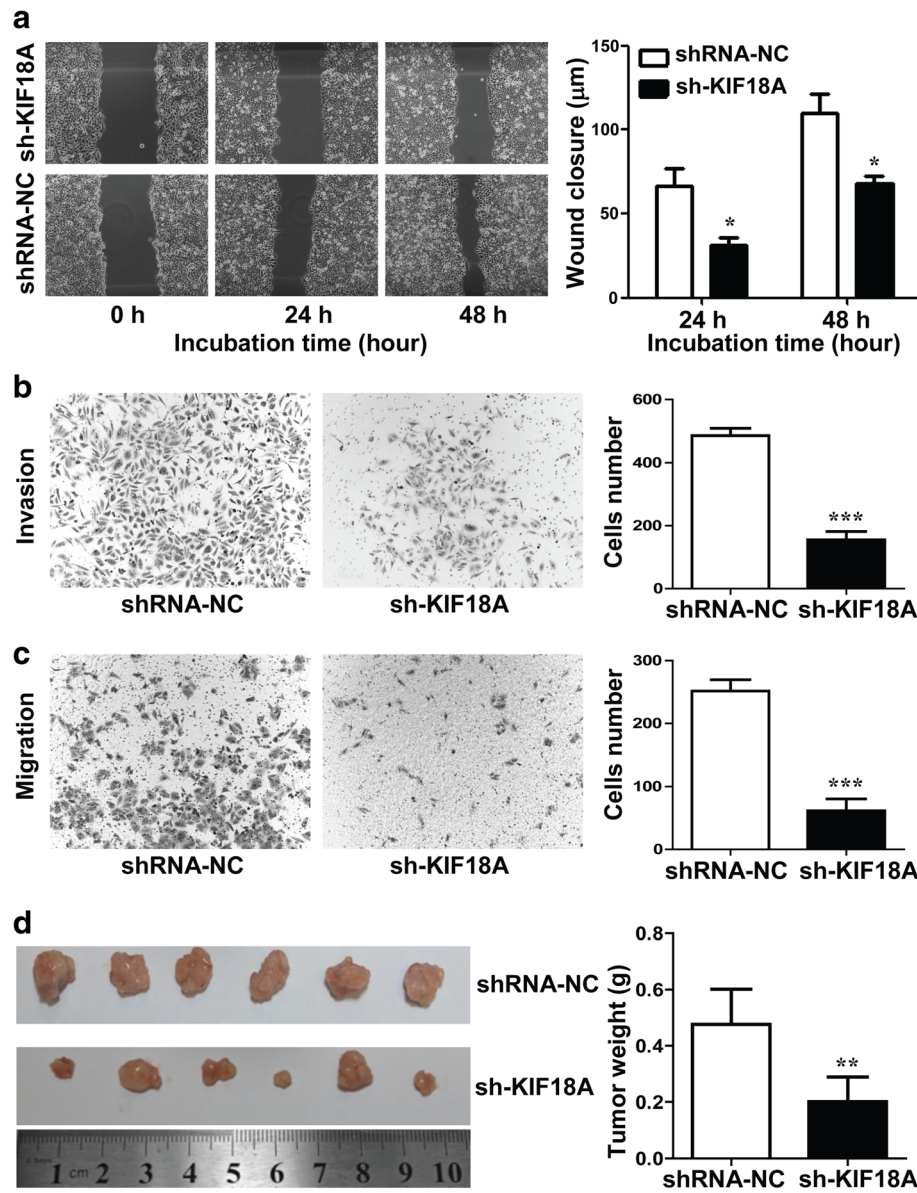 a
sh-KIF18A
shRNA-NC
0 h
24 h
48 h
Incubation time (hour)
Wound closure (μm)
150
100
50
0
shRNA-NC
sh-KIF18A
*
*
24 h
48 h
Incubation time (hour)
b
Invasion
shRNA-NC
sh-KIF18A
Cells number
600
400
200
0
***
shRNA-NC
sh-KIF18A
c
Migration
shRNA-NC
sh-KIF18A
Cells number
300
200
100
0
***
shRNA-NC
sh-KIF18A
d
shRNA-NC
sh-KIF18A
1 cm 2 3 4 5 6 7 8 9 10
Tumor weight (g)
0.8
0.6
0.4
0.2
0.0
**
shRNA-NC
sh-KIF18A